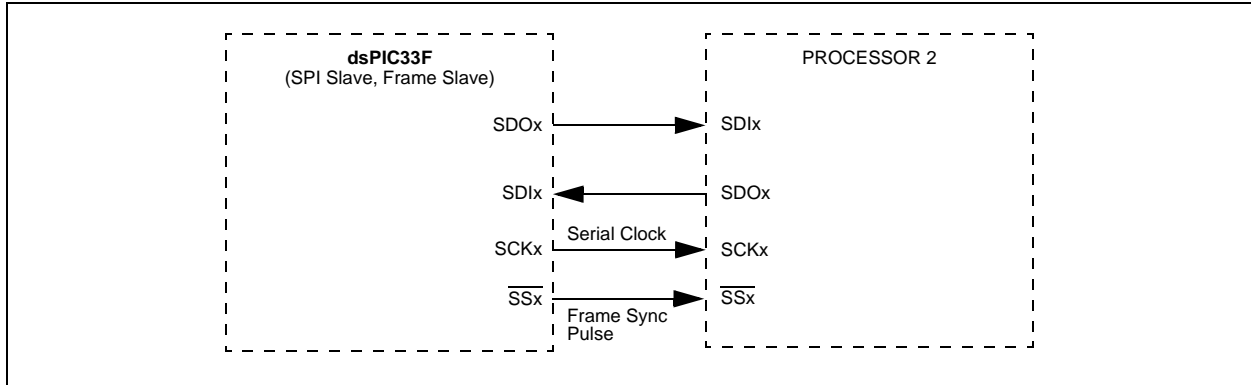 dsPIC33F
(SPI Slave, Frame Slave)
PROCESSOR 2
SDOx
SDIx
SDIx
SDOx
Serial Clock
SCKx
SCKx
SSx
SSx
Frame Sync
Pulse